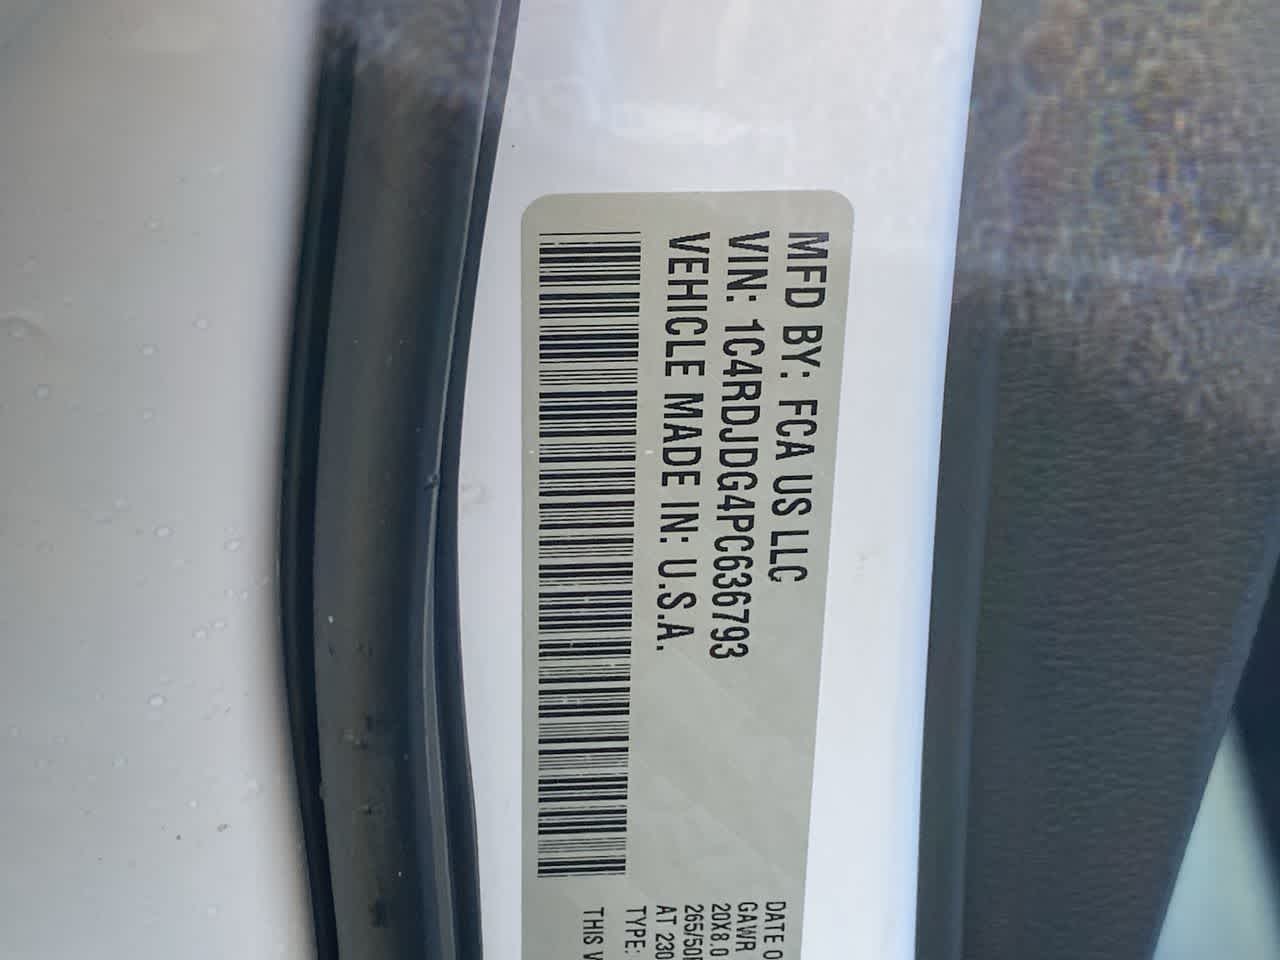 MFD BY: FCA US LLC
VIN: 1C4RDJDG4PC636793
VEHICLE MADE IN: U.S.A.
DATE O
GAWR
20X8.0
265/50
AT 230
TYPE:
THIS V